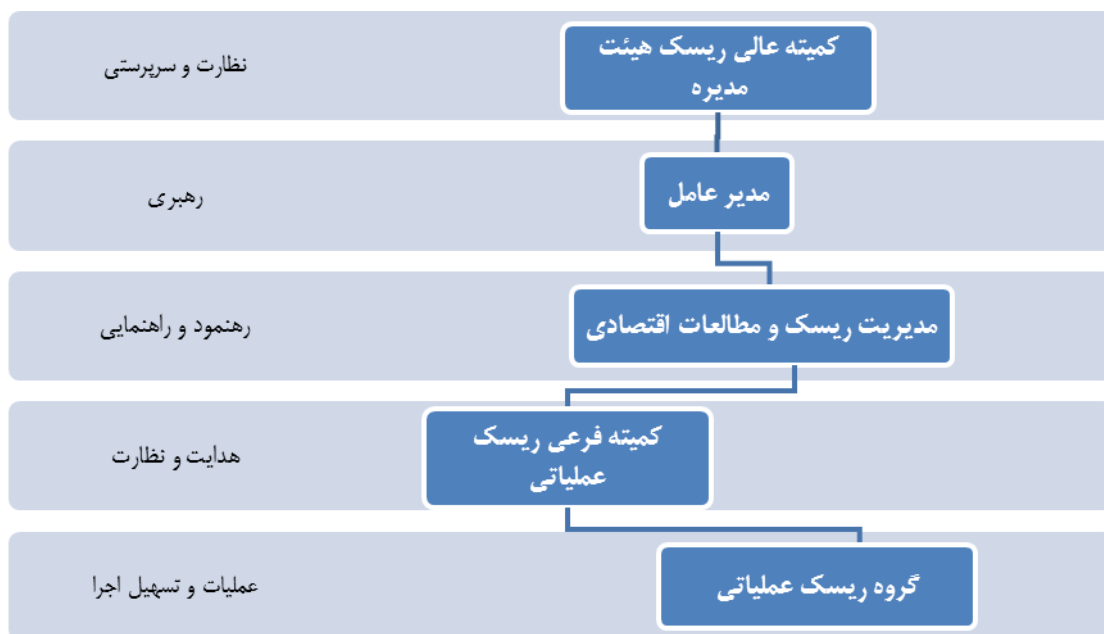 کمیته عالی ریسک هیئت
مدیره
نظارت و سرپرستی
مدیر عامل
رهبری
مدیریت ریسک و مطالعات اقتصادی
رهنمود و راهنمایی
کمیته فرعی ریسک
عملیاتی
هدایت و نظارت
گروه ریسک عملیاتی
عملیات و تسهیل اجرا